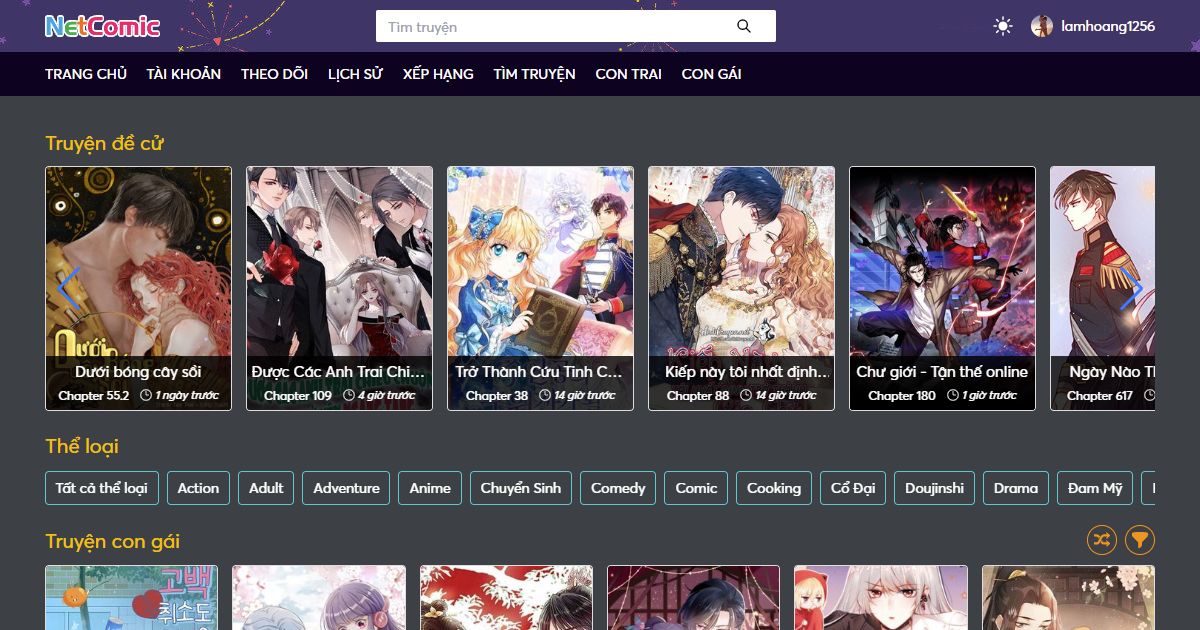 NetComic
Tìm truyện
lamhoang1256
TRANG CHỦ TÀI KHOẢN THEO DÕI LỊCH SỬ XẾP HẠNG TÌM TRUYỆN CON TRAI CON GÁI
Truyện đề cử
Dưới bóng cây sồi
Chapter 55.2 1 ngày trước
Được Các Anh Trai Chi...
Chapter 109 4 giờ trước
Trở Thành Cứu Tinh C...
Chapter 38 14 giờ trước
Kiếp này tôi nhất định...
Chapter 88 14 giờ trước
Chư giới - Tận thế online
Chapter 180 1 giờ trước
Ngày Nào
Chapter 617
Thể loại
Tất cả thể loại Action Adult Adventure Anime Chuyển Sinh Comedy Comic Cooking Cổ Đại Doujinshi Drama Đam Mỹ
Truyện con gái
고백
취소도